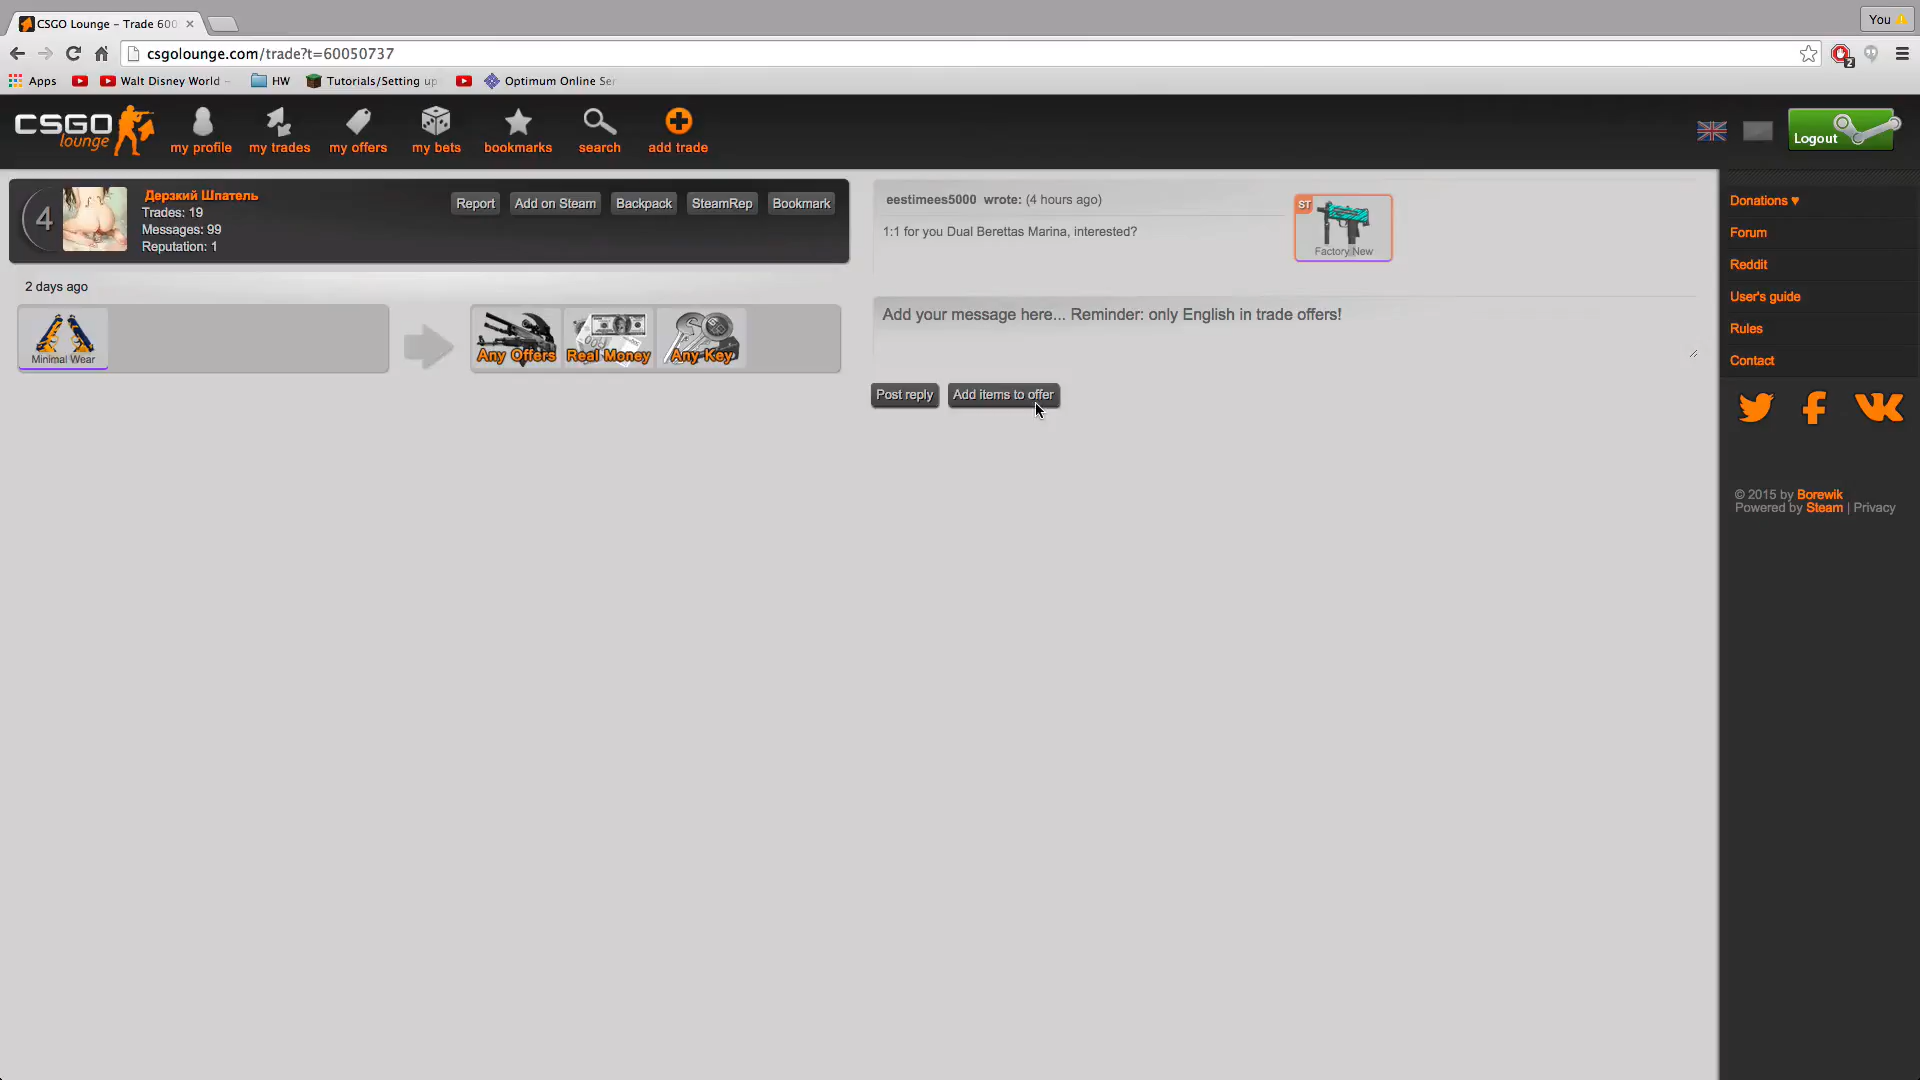 CSGO Lounge - Trade 600
You
csgolounge.com/trade?t=60050737
2
Apps
Walt Disney World -
HW
Tutorials/Setting up
Optimum Online Ser
CSGO lounge
my profile
my trades
my offers
my bets
bookmarks
search
add trade
Logout
4
Дерзкий Шпатель
Trades: 19
Messages: 99
Reputation: 1
Report
Add on Steam
Backpack
SteamRep
Bookmark
2 days ago
Minimal Wear
Any Offers
Real Money
Any Key
eestimees5000 wrote: (4 hours ago)
1:1 for you Dual Berettas Marina, interested?
ST
Factory New
Add your message here... Reminder: only English in trade offers!
Post reply
Add items to offer
Donations ♥
Forum
Reddit
User's guide
Rules
Contact
© 2015 by Borewik
Powered by Steam | Privacy